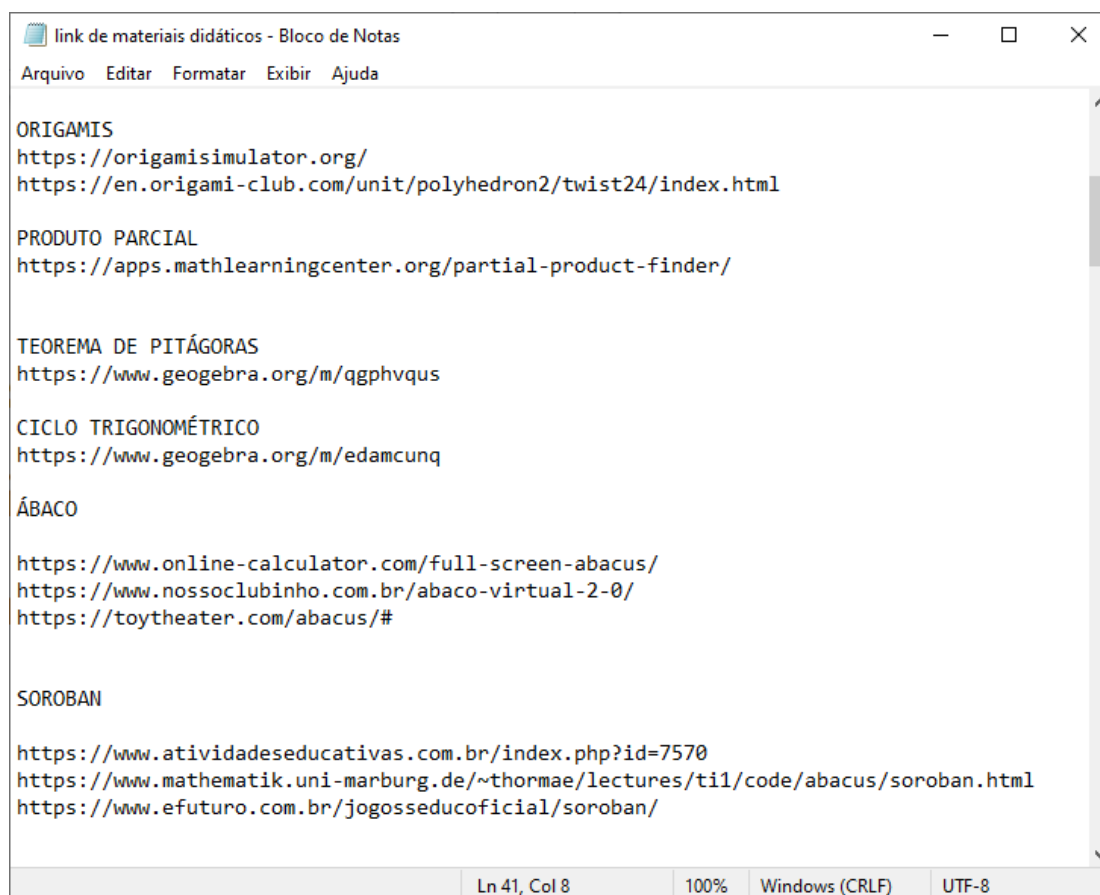 link de materiais didáticos - Bloco de Notas
Arquivo Editar Formatar Exibir Ajuda
ORIGAMIS
https://origamisimulator.org/
https://en.origami-club.com/unit/polyhedron2/twist24/index.html
PRODUTO PARCIAL
https://apps.mathlearningcenter.org/partial-product-finder/
TEOREMA DE PITÁGORAS
https://www.geogebra.org/m/qgphvqus
CICLO TRIGONOMÉTRICO
https://www.geogebra.org/m/edamcunq
ÁBACO
https://www.online-calculator.com/full-screen-abacus/
https://www.nossoclubinho.com.br/abaco-virtual-2-0/
https://toytheater.com/abacus/#
SOROBAN
https://www.atividadeseducativas.com.br/index.php?id=7570
https://www.mathematik.uni-marburg.de/~thormae/lectures/ti1/code/abacus/soroban.html
https://www.efuturo.com.br/jogosseducoficial/soroban/
Ln 41, Col 8 100% Windows (CRLF) UTF-8